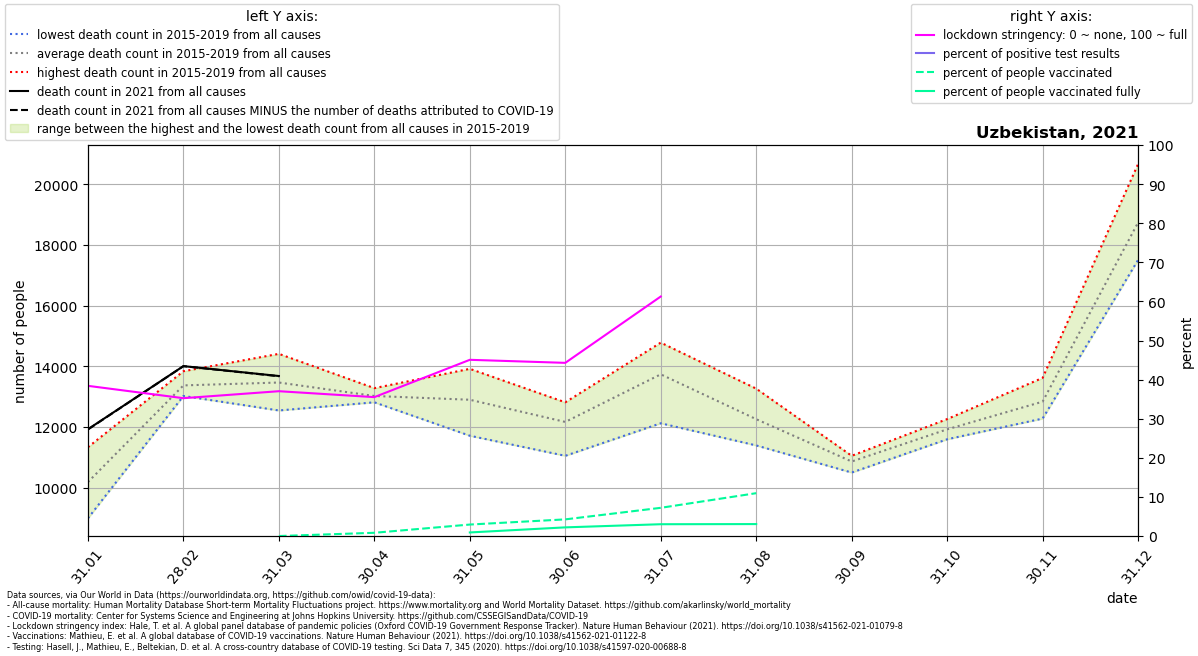 left Y axis:
lowest death count in 2015-2019 from all causes
average death count in 2015-2019 from all causes
highest death count in 2015-2019 from all causes
death count in 2021 from all causes
death count in 2021 from all causes MINUS the number of deaths attributed to COVID-19
range between the highest and the lowest death count from all causes in 2015-2019
right Y axis:
lockdown stringency: 0 ~ none, 100 ~ full
percent of positive test results
percent of people vaccinated
percent of people vaccinated fully
Uzbekistan, 2021
number of people
20000
18000
16000
14000
12000
10000
100
90
80
70
60
50
40
30
20
10
0
percent
31.01
28.02
31.03
30.04
31.05
30.06
31.07
31.08
30.09
31.10
30.11
31.12
date
Data sources, via Our World in Data (https://ourworldindata.org, https://github.com/owid/covid-19-data):
- All-cause mortality: Human Mortality Database Short-term Mortality Fluctuations project. https://www.mortality.org and World Mortality Dataset. https://github.com/akarlinsky/world_mortality
- COVID-19 mortality: Center for Systems Science and Engineering at Johns Hopkins University. https://github.com/CSSEGISandData/COVID-19
- Lockdown stringency index: Hale, T. et al. A global panel database of pandemic policies (Oxford COVID-19 Government Response Tracker). Nature Human Behaviour (2021). https://doi.org/10.1038/s41562-021-01079-8
- Vaccinations: Mathieu, E. et al. A global database of COVID-19 vaccinations. Nature Human Behaviour (2021). https://doi.org/10.1038/s41562-021-01122-8
- Testing: Hasell, J., Mathieu, E., Beltekian, D. et al. A cross-country database of COVID-19 testing. Sci Data 7, 345 (2020). https://doi.org/10.1038/s41597-020-00688-8